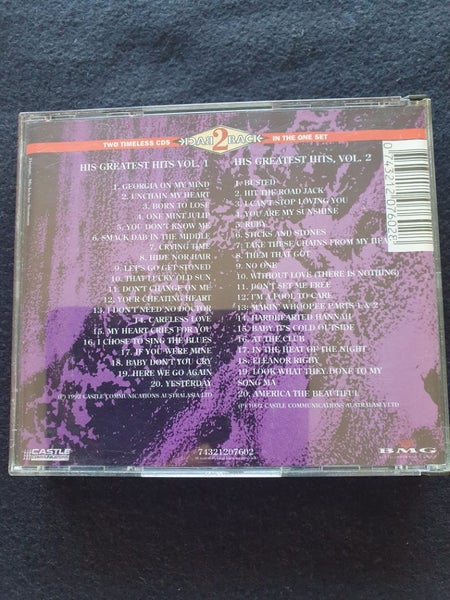 TWO TIMELESS CDS BACK 2 BACK IN THE ONE SET
HIS GREATEST HITS VOL. 1
1. GEORGIA ON MY MIND
2. UNCHAIN MY HEART
3. BORN TO LOSE
4. ONE MINT JULIP
5. YOU DON'T KNOW ME
6. SMACK DAB IN THE MIDDLE
7. CRYING TIME
8. HIDE NOR HAIR
9. LET'S GO GET STONED
10. THAT LUCKY OLD SUN
11. DON'T CHANGE ON ME
12. YOUR CHEATING HEART
13. I DON'T NEED NO DOCTOR
14. CARELESS LOVE
15. MY HEART CRIES FOR YOU
16. I CHOSE TO SING THE BLUES
17. IF YOU WERE MINE
18. BABY DON'T YOU CRY
19. HERE WE GO AGAIN
20. YESTERDAY
(P) 1992 CASTLE COMMUNICATIONS AUSTRALASIA LTD
HIS GREATEST HITS, VOL. 2
1. BUSTED
2. HIT THE ROAD JACK
3. I CAN'T STOP LOVING YOU
4. YOU ARE MY SUNSHINE
5. RUBY
6. STICKS AND STONES
7. TAKE THESE CHAINS FROM MY HEA
8. THEM THAT GOT
9. NO ONE
10. WITHOUT LOVE (THERE IS NOTHING)
11. DON'T SET ME FREE
12. I'M A FOOL TO CARE
13. MAKIN' WHOOPEE PARTS 1 & 2
14. HARDHEARTED HANNAH
15. BABY IT'S COLD OUTSIDE
16. AT THE CLUB
17. IN THE HEAT OF THE NIGHT
18. ELEANOR RIGBY
19. LOOK WHAT THEY DONE TO MY
SONG MA
20. AMERICA THE BEAUTIFUL
(P) 1992 CASTLE COMMUNICATIONS AUSTRALASIA LTD
CASTLE
74321207602
BMG